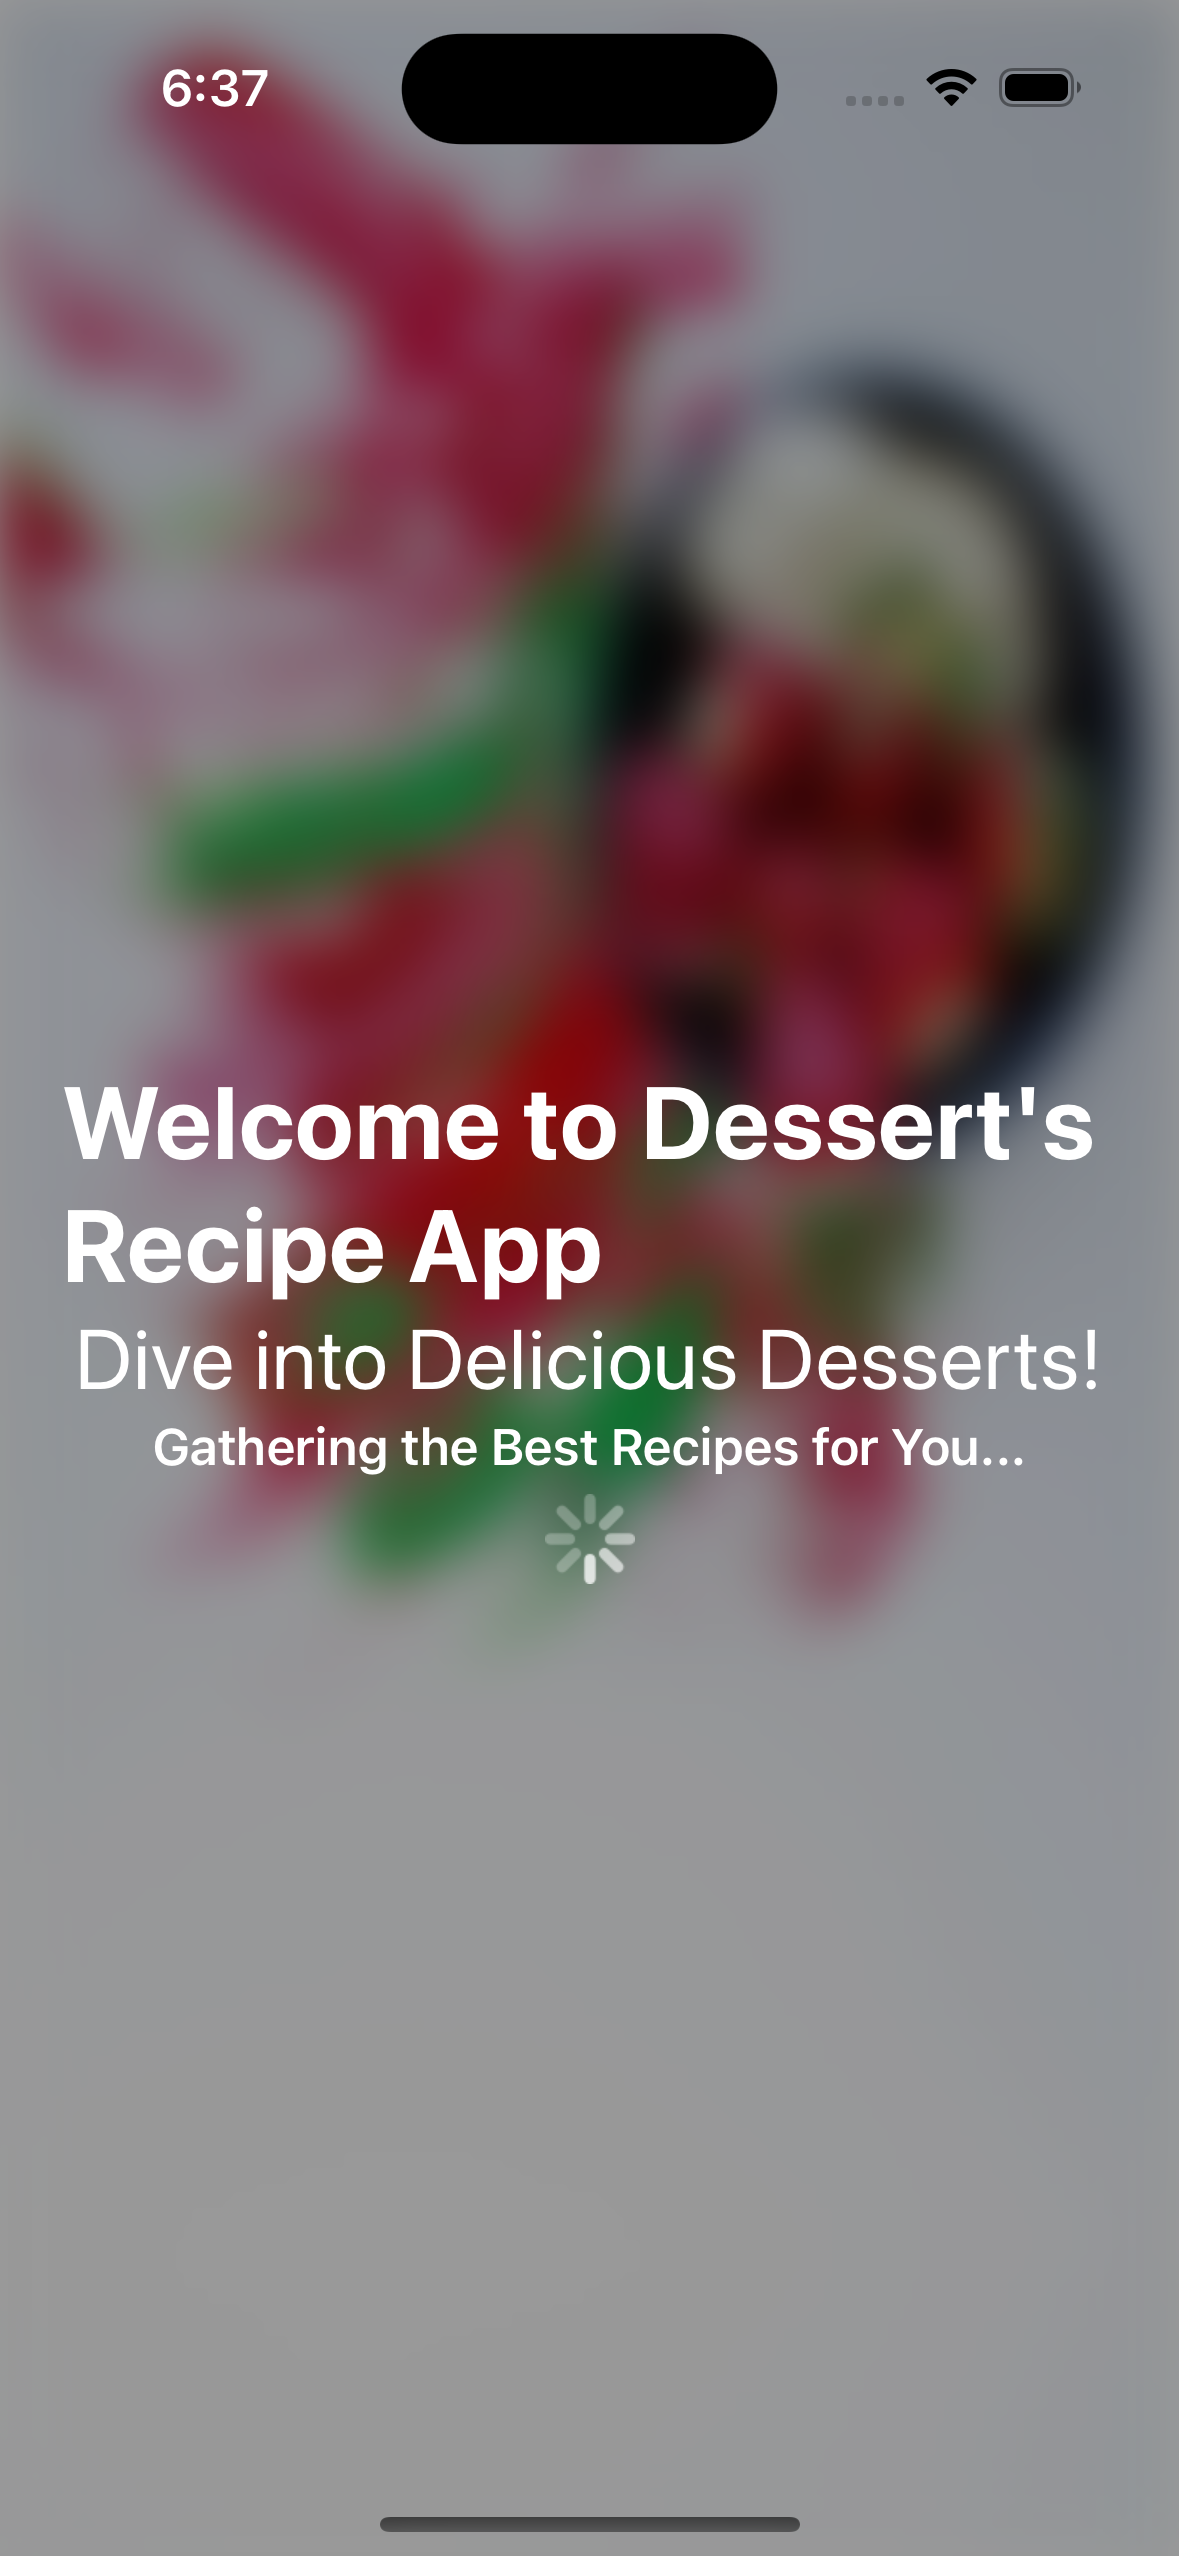 6:37
Welcome to Dessert's
Recipe App
Dive into Delicious Desserts!
Gathering the Best Recipes for You...